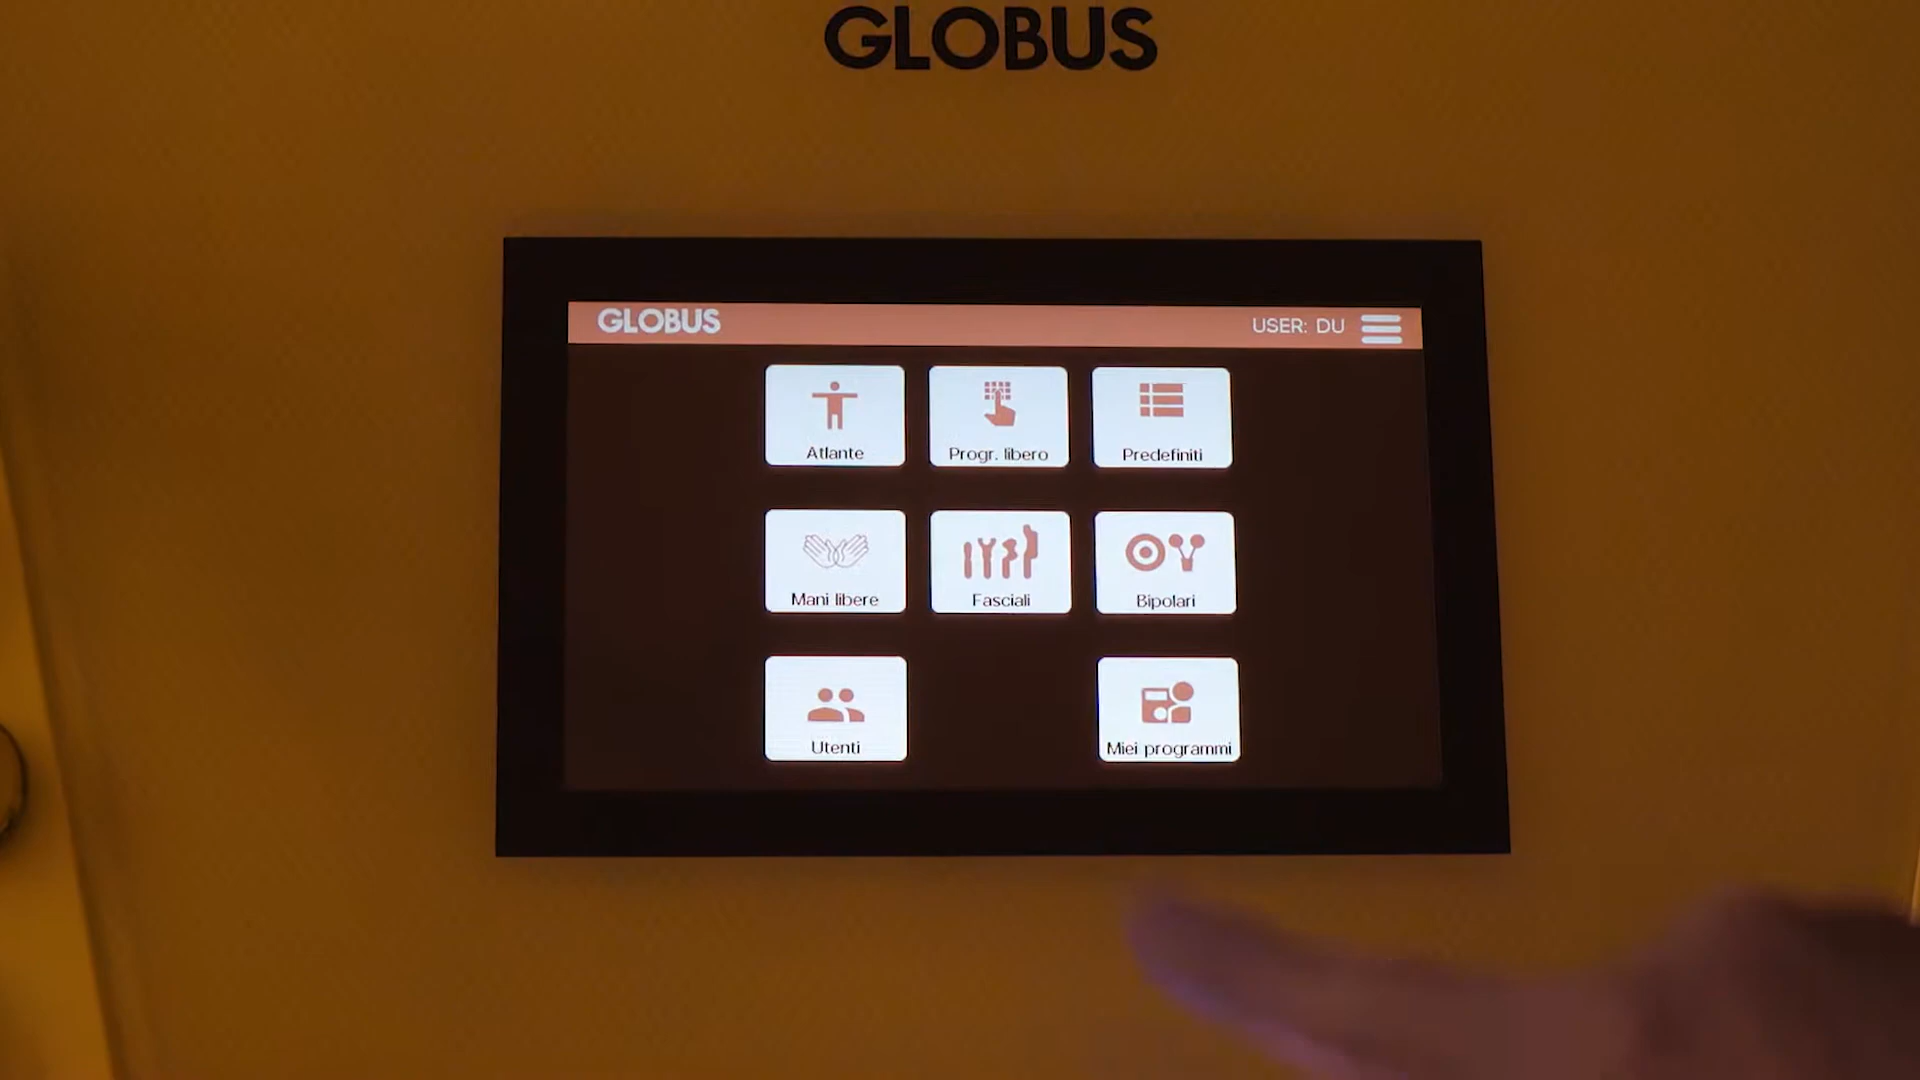 GLOBUS
GLOBUS
USER: DU
Atlante
Progr. libero
Predefiniti
Mani libere
Fasciali
Bipolari
Utenti
Miei programmi